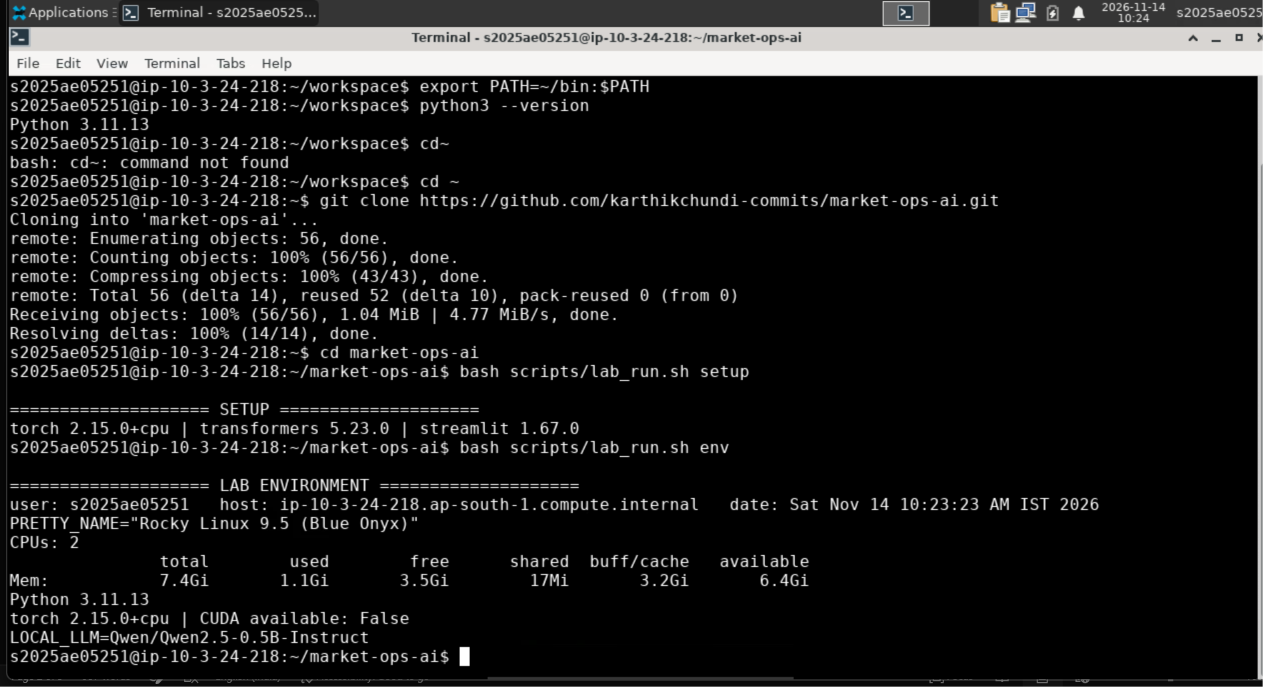 Applications Terminal - s2025ae0525... 2026-11-14 10:24 s2025ae0525
Terminal - s2025ae05251@ip-10-3-24-218:~/market-ops-ai
File Edit View Terminal Tabs Help
s2025ae05251@ip-10-3-24-218:~/workspace$ export PATH=~/bin:$PATH
s2025ae05251@ip-10-3-24-218:~/workspace$ python3 --version
Python 3.11.13
s2025ae05251@ip-10-3-24-218:~/workspace$ cd~
bash: cd~: command not found
s2025ae05251@ip-10-3-24-218:~/workspace$ cd ~
s2025ae05251@ip-10-3-24-218:~$ git clone https://github.com/karthikchundi-commits/market-ops-ai.git
Cloning into 'market-ops-ai'...
remote: Enumerating objects: 56, done.
remote: Counting objects: 100% (56/56), done.
remote: Compressing objects: 100% (43/43), done.
remote: Total 56 (delta 14), reused 52 (delta 10), pack-reused 0 (from 0)
Receiving objects: 100% (56/56), 1.04 MiB | 4.77 MiB/s, done.
Resolving deltas: 100% (14/14), done.
s2025ae05251@ip-10-3-24-218:~$ cd market-ops-ai
s2025ae05251@ip-10-3-24-218:~/market-ops-ai$ bash scripts/lab_run.sh setup
==================== SETUP ====================
torch 2.15.0+cpu | transformers 5.23.0 | streamlit 1.67.0
s2025ae05251@ip-10-3-24-218:~/market-ops-ai$ bash scripts/lab_run.sh env
==================== LAB ENVIRONMENT ====================
user: s2025ae05251   host: ip-10-3-24-218.ap-south-1.compute.internal   date: Sat Nov 14 10:23:23 AM IST 2026
PRETTY_NAME="Rocky Linux 9.5 (Blue Onyx)"
CPUs: 2
total used free shared buff/cache available
Mem: 7.4Gi 1.1Gi 3.5Gi 17Mi 3.2Gi 6.4Gi
Python 3.11.13
torch 2.15.0+cpu | CUDA available: False
LOCAL_LLM=Qwen/Qwen2.5-0.5B-Instruct
s2025ae05251@ip-10-3-24-218:~/market-ops-ai$